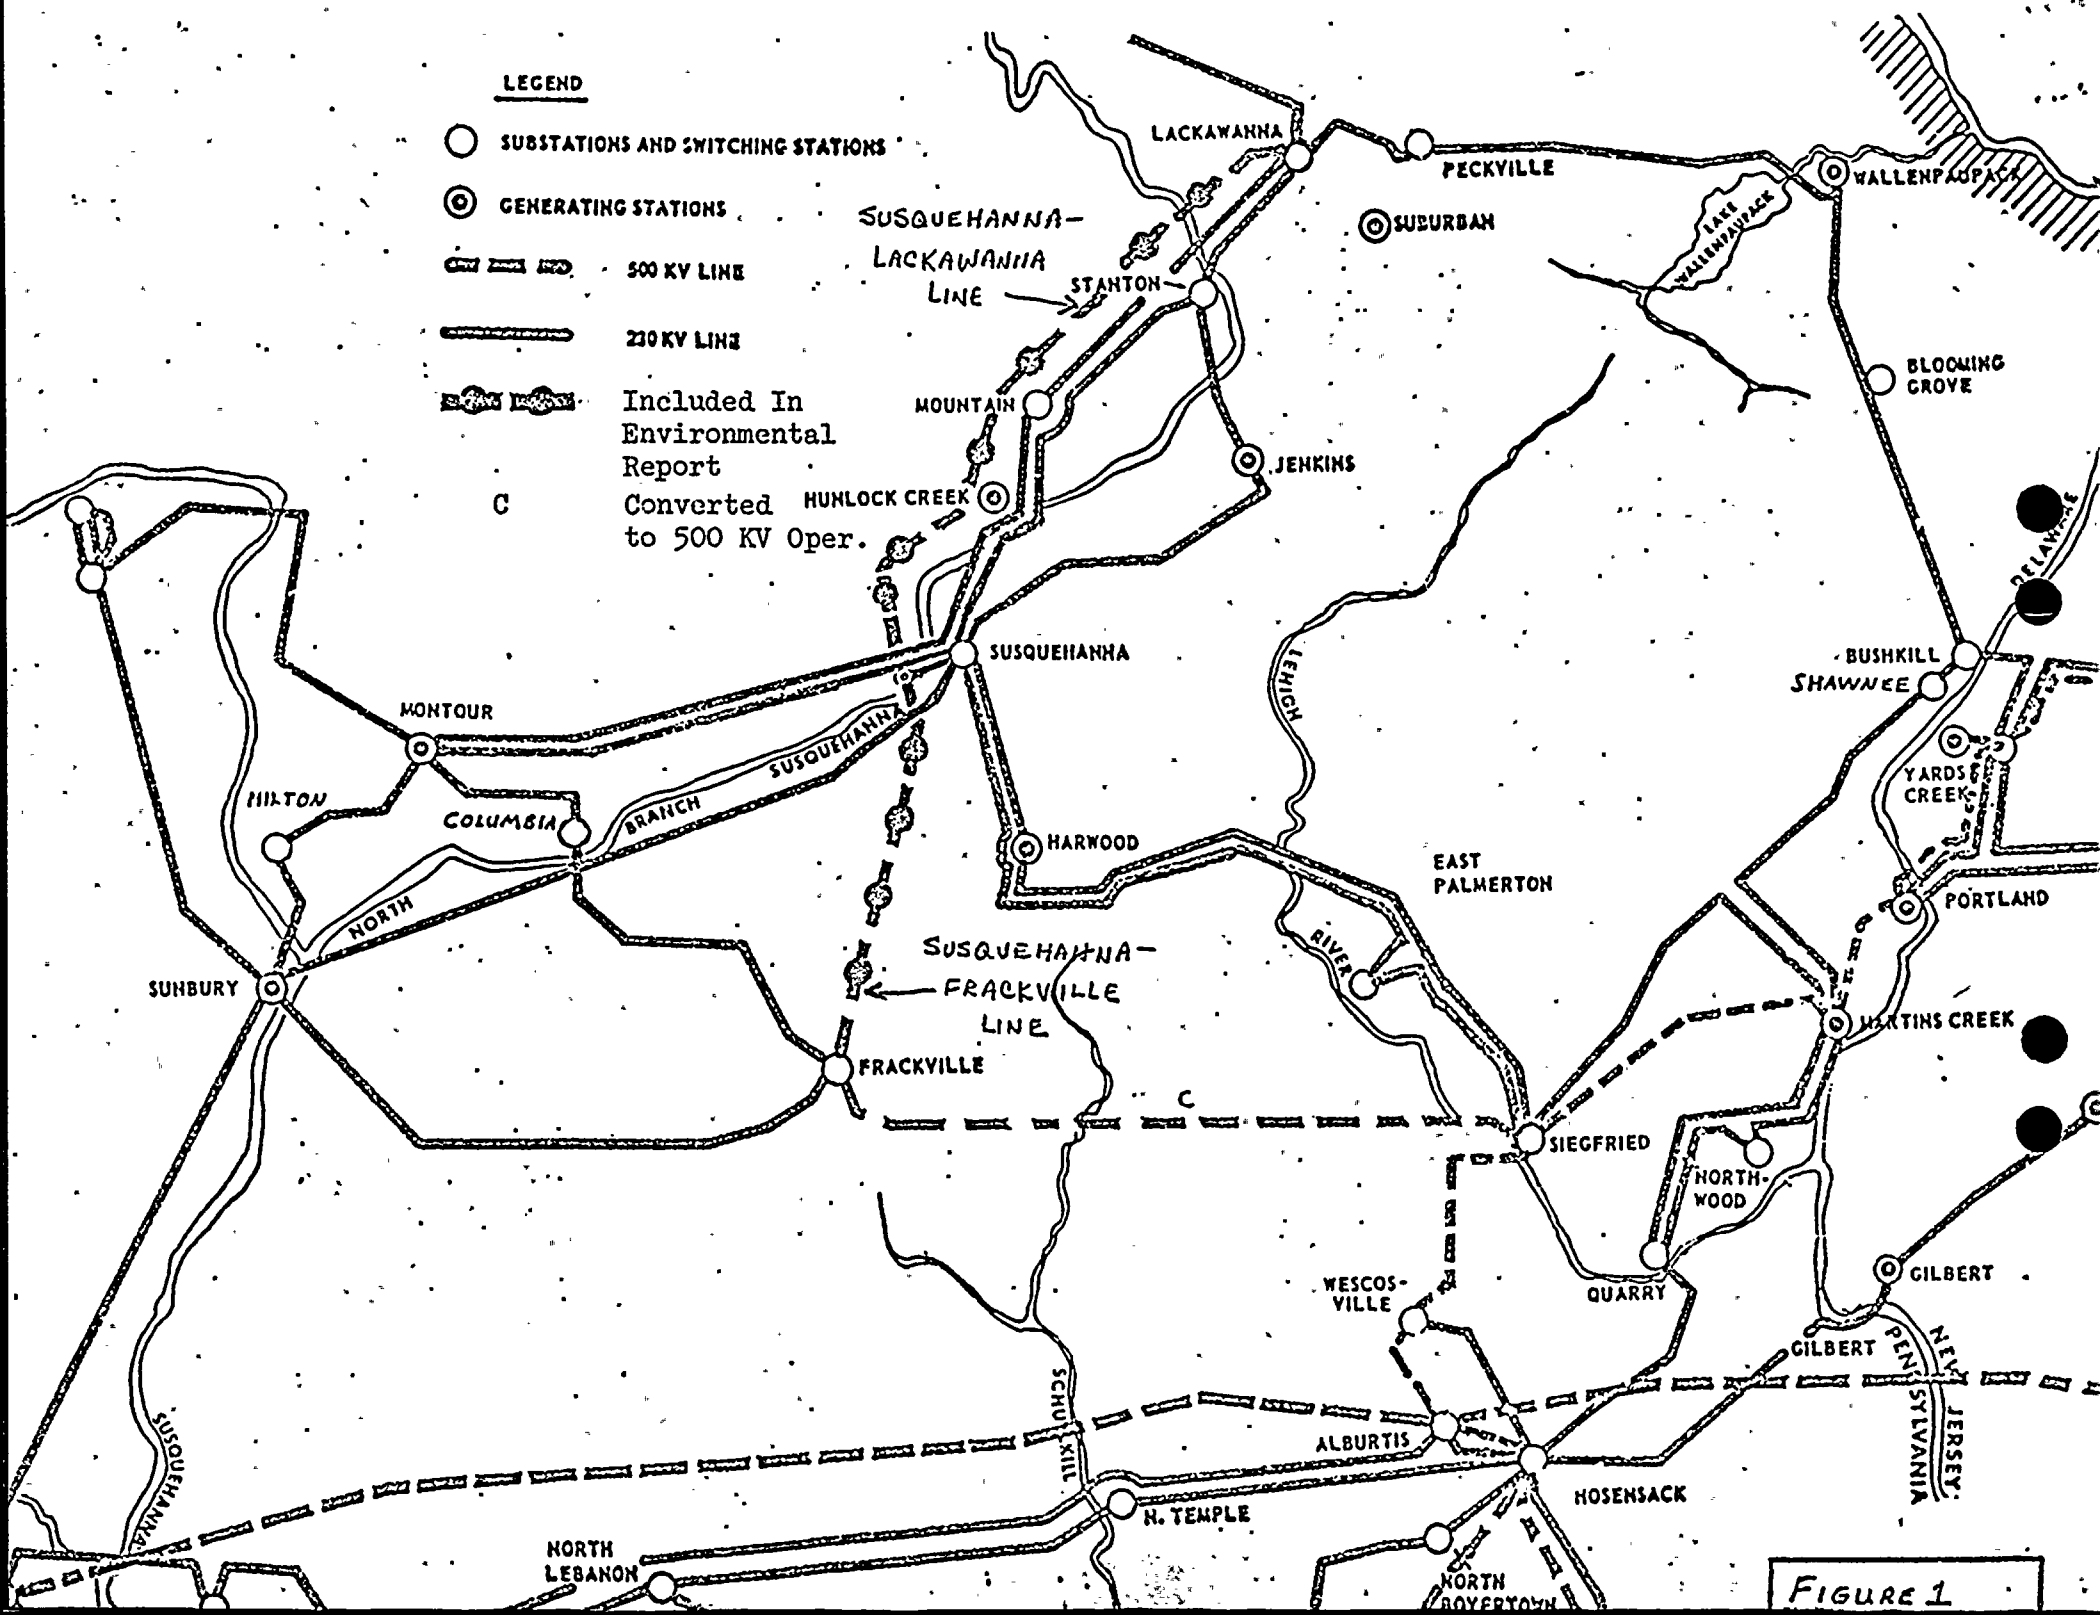 LEGEND
SUBSTATIONS AND SWITCHING STATIONS
GENERATING STATIONS
500 KV LINE
230 KV LINE
Included In
Environmental
Report
C
Converted
to 500 KV Oper.
SUSQUEHANNA-
LACKAWANNA
LINE
LACKAWANNA
PECKVILLE
WALLENPAUPACK
SUBURBAN
LAKE
WALLENPAUPACK
STANTON
BLOOMING
GROVE
MOUNTAIN
JENKINS
HUNLOCK CREEK
DELAWARE
SUSQUEHANNA
LEHIGH
BUSHKILL
SHAWNEE
MONTOUR
SUSQUEHANNA
YARDS
CREEK
MILTON
COLUMBIA
BRANCH
HARWOOD
EAST
PALMERTON
PORTLAND
NORTH
RIVER
SUSQUEHANNA-
FRACKVILLE
LINE
SUNBURY
MARTINS CREEK
FRACKVILLE
C
SIEGFRIED
NORTH-
WOOD
WESCOS-
VILLE
QUARRY
GILBERT
GILBERT
NEW
JERSEY
PENNSYLVANIA
SCHUYLKILL
ALBURTIS
SUSQUEHANNA
HOSENSACK
N. TEMPLE
NORTH
LEBANON
NORTH
BOYERTOWN
FIGURE 1